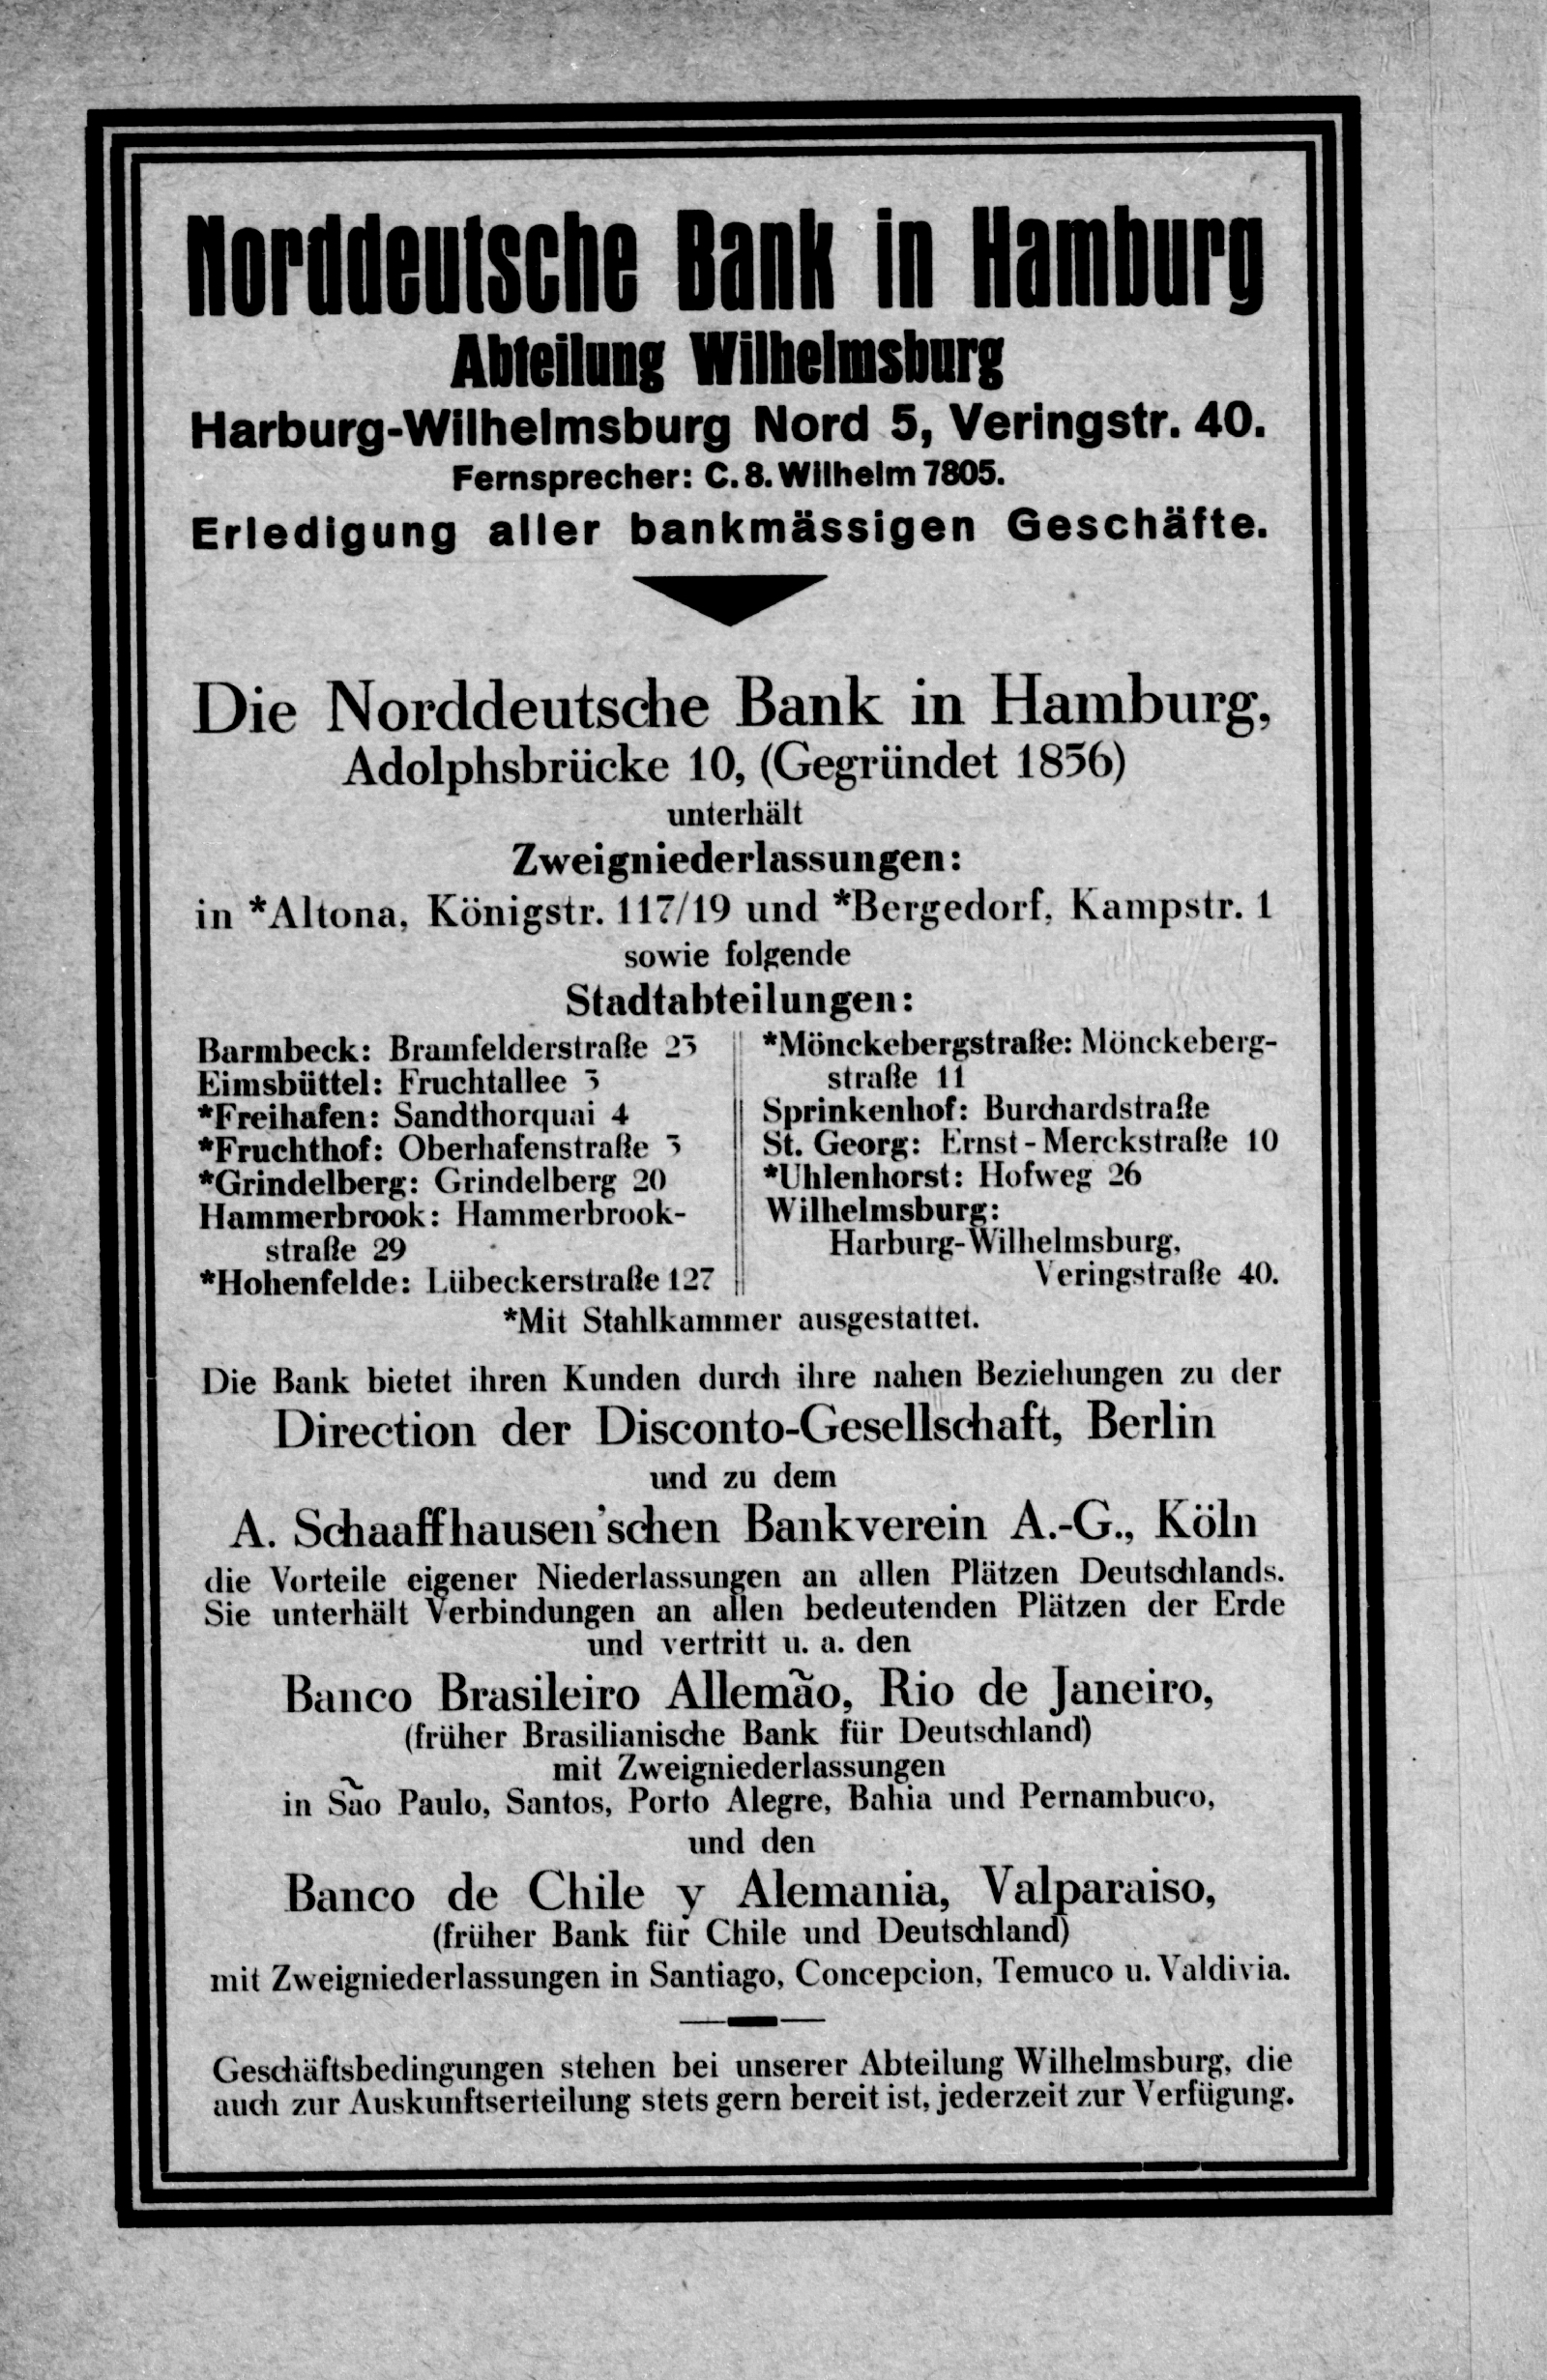 Norddeutsche Bank in Hamburg
Abteilung Wilhelmsburg
Harburg-Wilhelmsburg Nord 5, Veringstr. 40.
Fernsprecher: C. 8. Wilhelm 7805.
Erledigung aller bankmässigen Geschäfte.
Die Norddeutsche Bank in Hamburg,
Adolphsbrücke 10, (Gegründet 1856)
unterhält
Zweigniederlassungen:
in *Altona, Königstr. 117/19 und *Bergedorf, Kampstr. 1
sowie folgende
Stadtabteilungen:
Barmbeck: Bramfelderstraße 23
Eimsbüttel: Fruchtallee 3
*Freihafen: Sandthorquai 4
*Fruchthof: Oberhafenstraße 3
*Grindelberg: Grindelberg 20
Hammerbrook: Hammerbrook-
straße 29
*Hohenfelde: Lübeckerstraße 127
*Mönckebergstraße: Mönckeberg-
straße 11
Sprinkenhof: Burchardstraße
St. Georg: Ernst-Merckstraße 10
*Uhlenhorst: Hofweg 26
Wilhelmsburg:
Harburg-Wilhelmsburg,
Veringstraße 40.
*Mit Stahlkammer ausgestattet.
Die Bank bietet ihren Kunden durch ihre nahen Beziehungen zu der
Direction der Disconto-Gesellschaft, Berlin
und zu dem
A. Schaaffhausen'schen Bankverein A.-G., Köln
die Vorteile eigener Niederlassungen an allen Plätzen Deutschlands.
Sie unterhält Verbindungen an allen bedeutenden Plätzen der Erde
und vertritt u. a. den
Banco Brasileiro Allemão, Rio de Janeiro,
(früher Brasilianische Bank für Deutschland)
mit Zweigniederlassungen
in São Paulo, Santos, Porto Alegre, Bahia und Pernambuco,
und den
Banco de Chile y Alemania, Valparaiso,
(früher Bank für Chile und Deutschland)
mit Zweigniederlassungen in Santiago, Concepcion, Temuco u. Valdivia.
Geschäftsbedingungen stehen bei unserer Abteilung Wilhelmsburg, die
auch zur Auskunftserteilung stets gern bereit ist, jederzeit zur Verfügung.